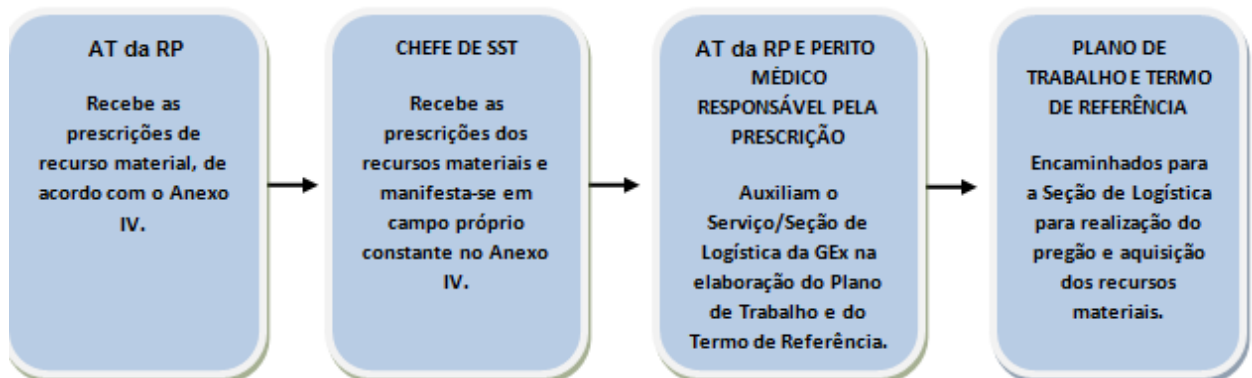 AT da RP
Recebe as
prescrições de
recurso material, de
acordo com o Anexo
IV.
CHEFE DE SST
Recebe as
prescrições dos
recursos materiais e
manifesta-se em
campo próprio
constante no Anexo
IV.
AT da RP E PERITO
MÉDICO
RESPONSÁVEL PELA
PRESCRIÇÃO
Auxiliam o
Serviço/Seção de
Logística da GEx na
elaboração do Plano
de Trabalho e do
Termo de Referência.
PLANO DE
TRABALHO E TERMO
DE REFERÊNCIA
Encaminhados para
a Seção de Logística
para realização do
pregão e aquisição
dos recursos
materiais.